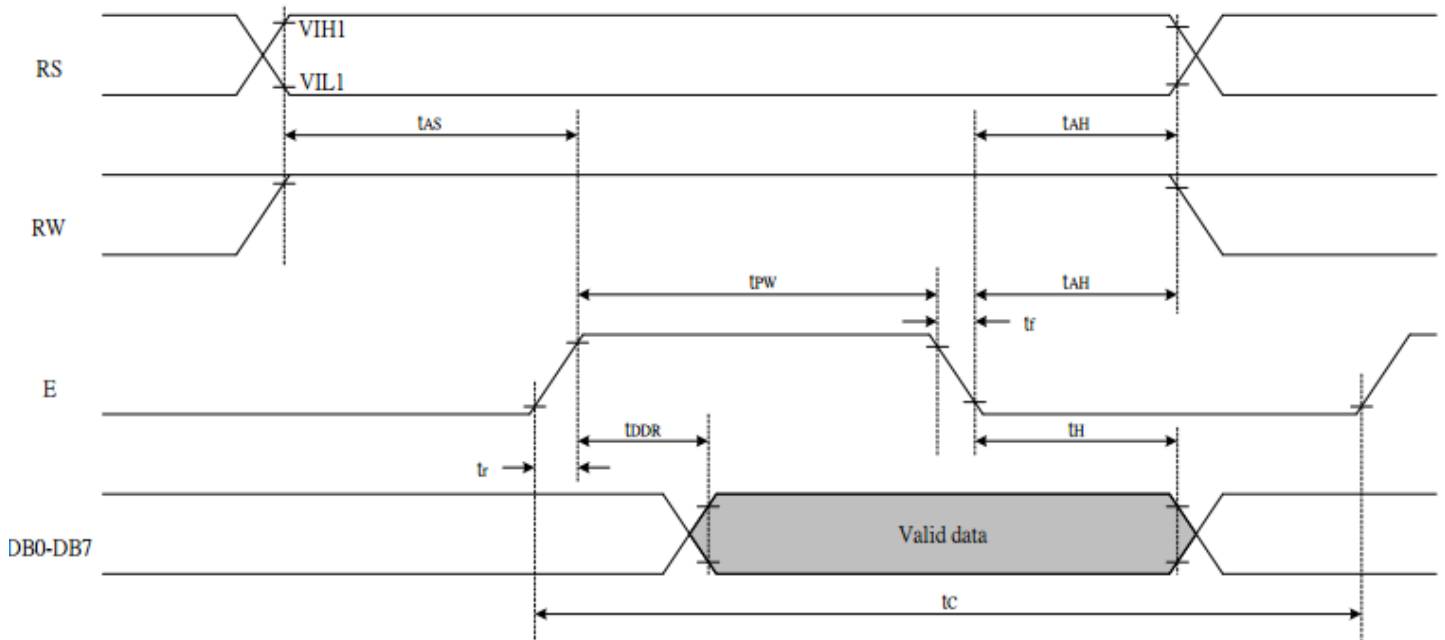 VIH1
RS
VIL1
tAS
tAH
RW
tPW
tAH
tf
E
tDDR
tH
tr
DB0-DB7
Valid data
tC